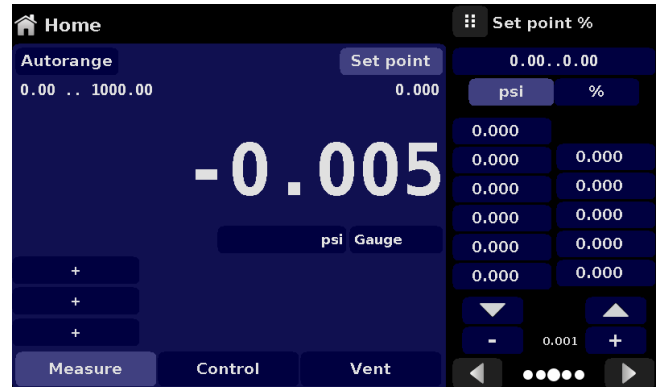 Home
Autorange
Set point
0.00 .. 1000.00
0.000
-0.005
psi Gauge
+
+
+
Measure Control Vent
Set point %
0.00..0.00
psi %
0.000
0.000 0.000
0.000 0.000
0.000 0.000
0.000 0.000
0.000 0.000
- 0.001 +